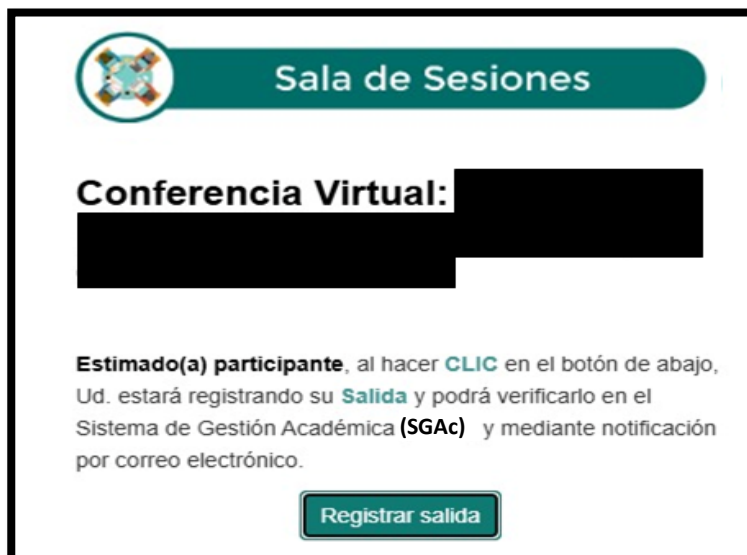 Sala de Sesiones
Conferencia Virtual:
Estimado(a) participante, al hacer CLIC en el botón de abajo,
Ud. estará registrando su Salida y podrá verificarlo en el
Sistema de Gestión Académica (SGAc) y mediante notificación
por correo electrónico.
Registrar salida